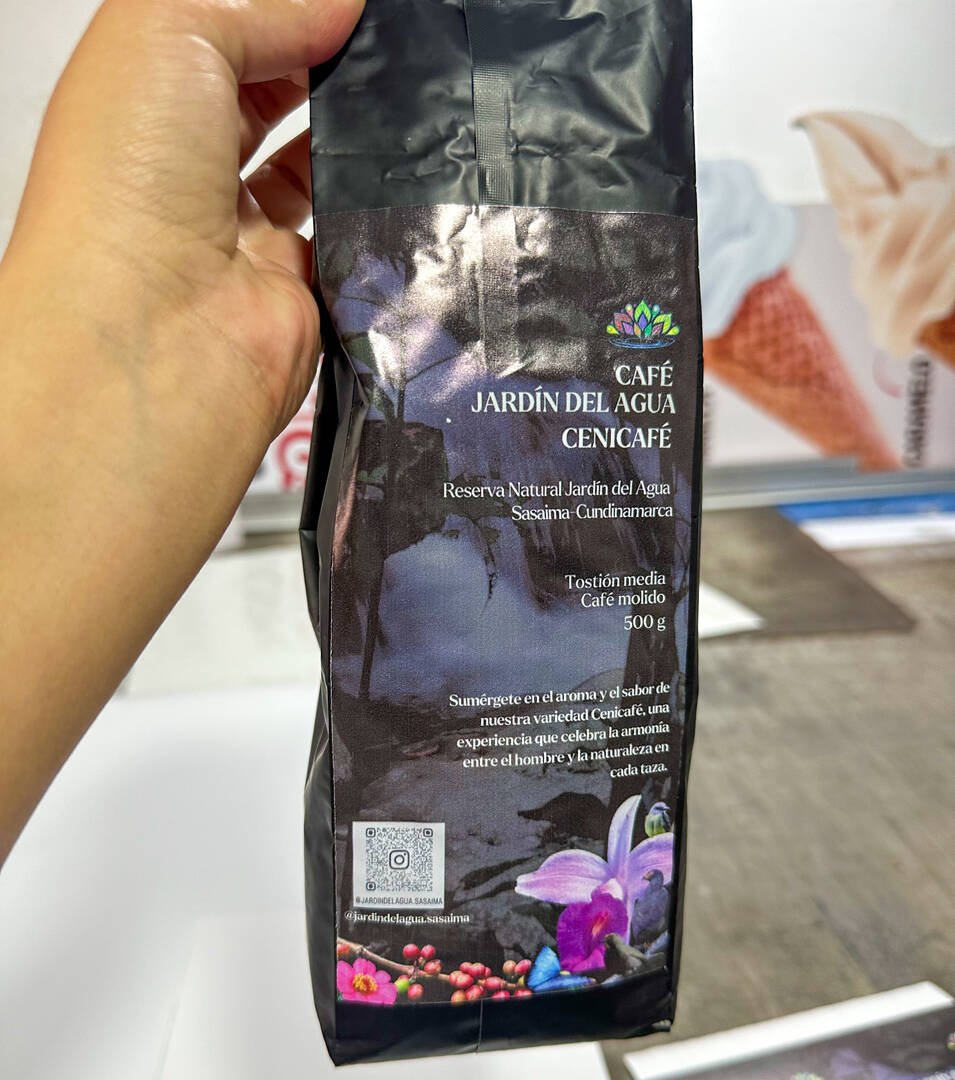 CAFÉ
JARDÍN DEL AGUA
CENICAFÉ
Reserva Natural Jardín del Agua
Sasaima-Cundinamarca
Tostión media
Café molido
500 g
Sumérgete en el aroma y el sabor de
nuestra variedad Cenicafé, una
experiencia que celebra la armonía
entre el hombre y la naturaleza en
cada taza.
@JARDINDELAGUA.SASAIMA
@jardindelagua.sasaima
CARAMELO